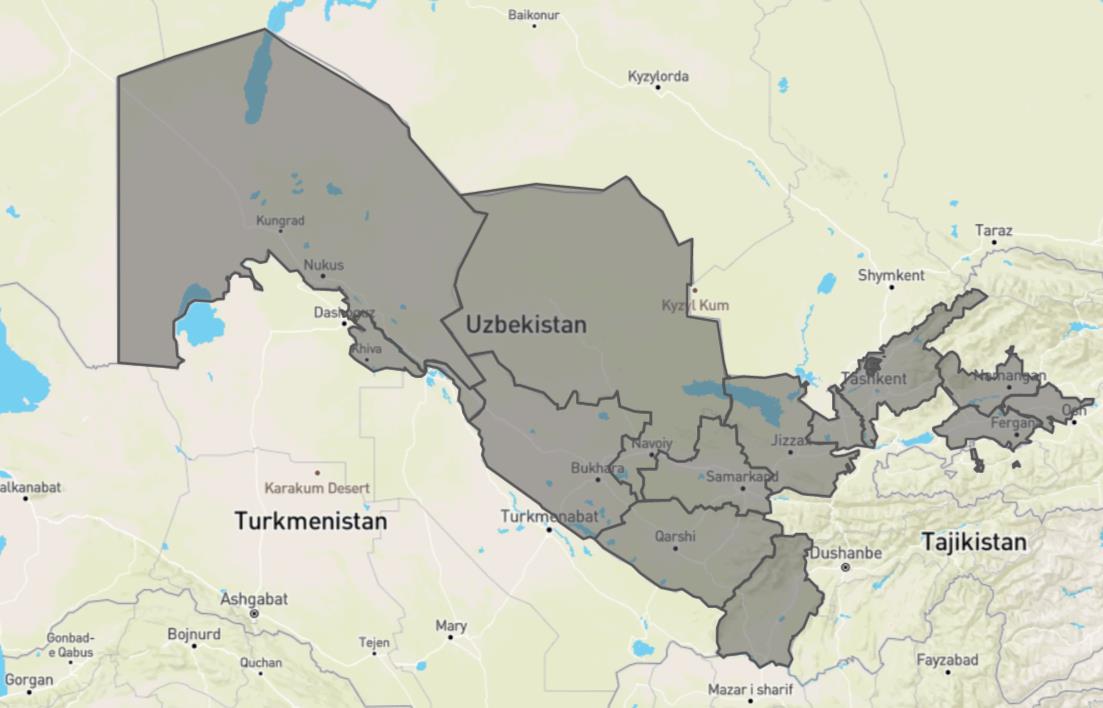 Baikonur
Kyzylorda
Kungrad
Taraz
Nukus
Shymkent
Kyzyl Kum
Dashoguz
Uzbekistan
Khiva
Tashkent
Namangan
Osh
Fergana
Navoiy
Jizzax
Bukhara
Samarkand
alkanabat
Karakum Desert
Turkmenistan
Turkmenabat
Qarshi
Dushanbe
Tajikistan
Ashgabat
Mary
Bojnurd
Tejen
Gonbad-
e Qabus
Quchan
Fayzabad
Gorgan
Mazar i sharif